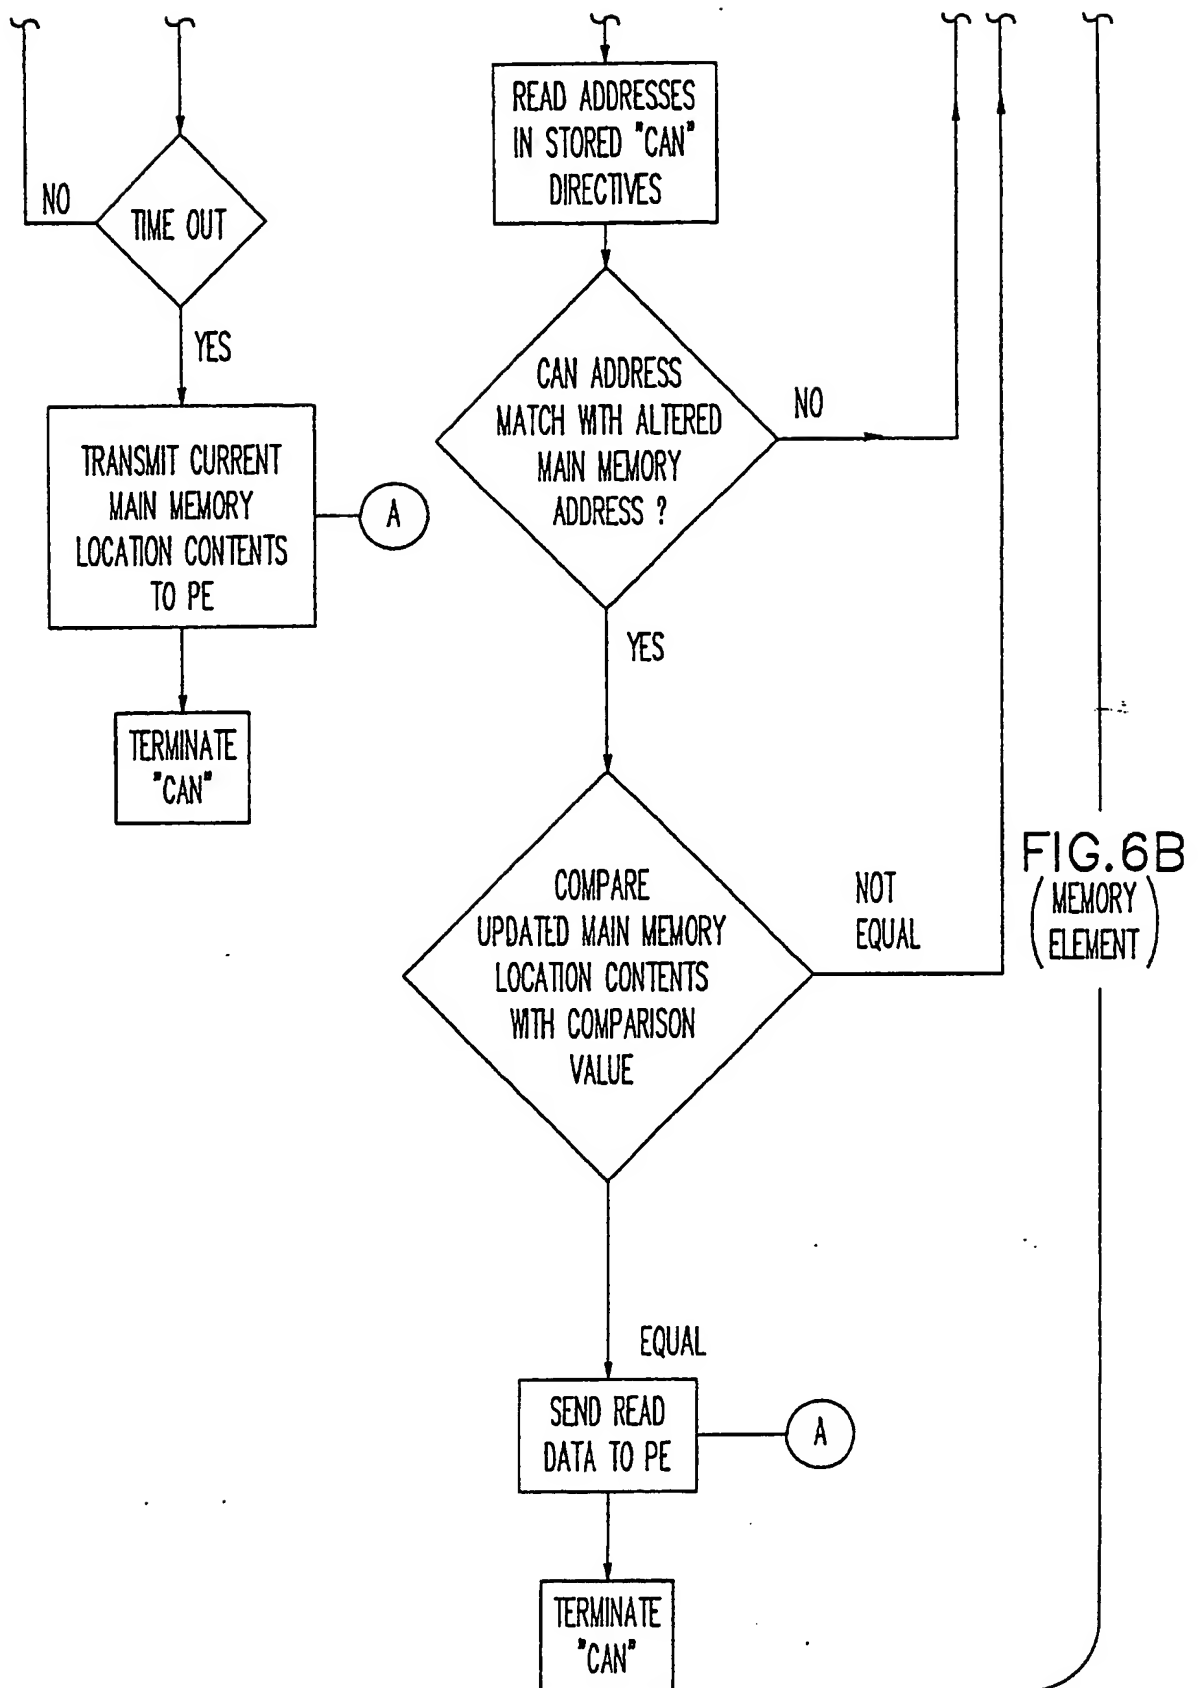 NO
TIME OUT
YES
TRANSMIT CURRENT
MAIN MEMORY
LOCATION CONTENTS
TO PE
A
TERMINATE
"CAN"
READ ADDRESSES
IN STORED "CAN"
DIRECTIVES
CAN ADDRESS
MATCH WITH ALTERED
MAIN MEMORY
ADDRESS ?
NO
YES
COMPARE
UPDATED MAIN MEMORY
LOCATION CONTENTS
WITH COMPARISON
VALUE
NOT
EQUAL
FIG.6B
(MEMORY
ELEMENT)
EQUAL
SEND READ
DATA TO PE
A
TERMINATE
"CAN"